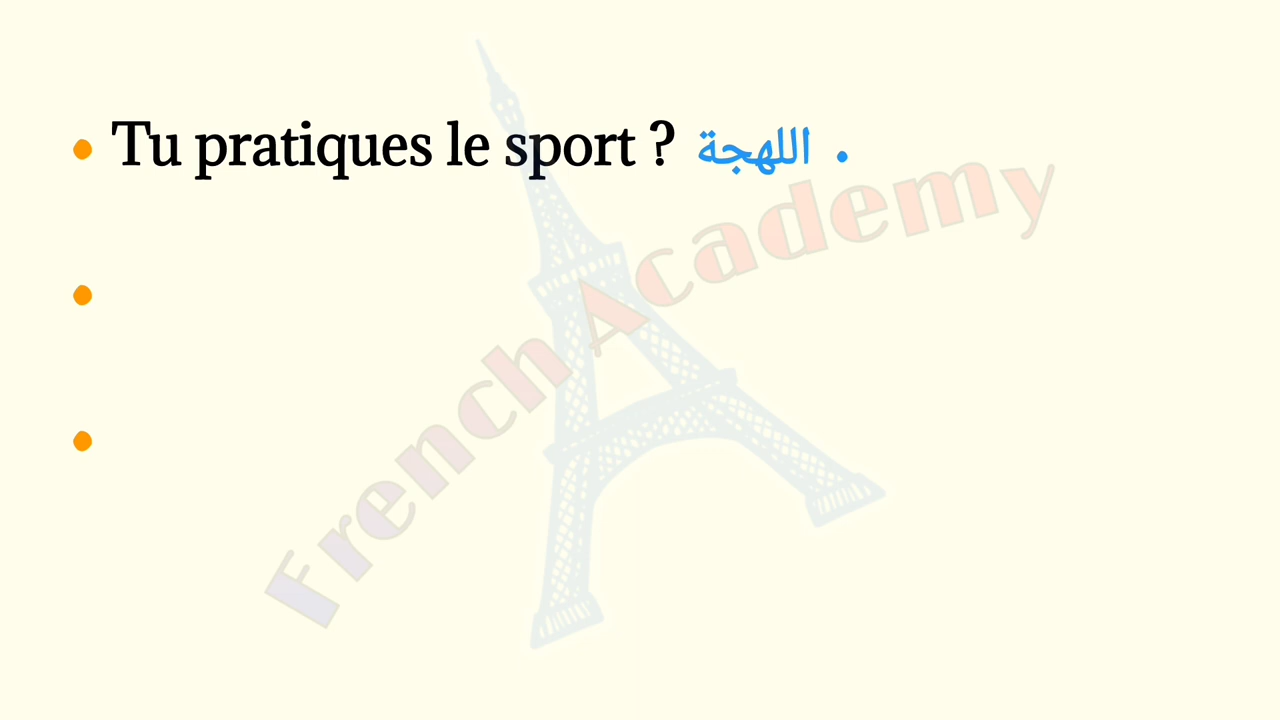 • Tu pratiques le sport ? اللهجة •
•
•
French Academy